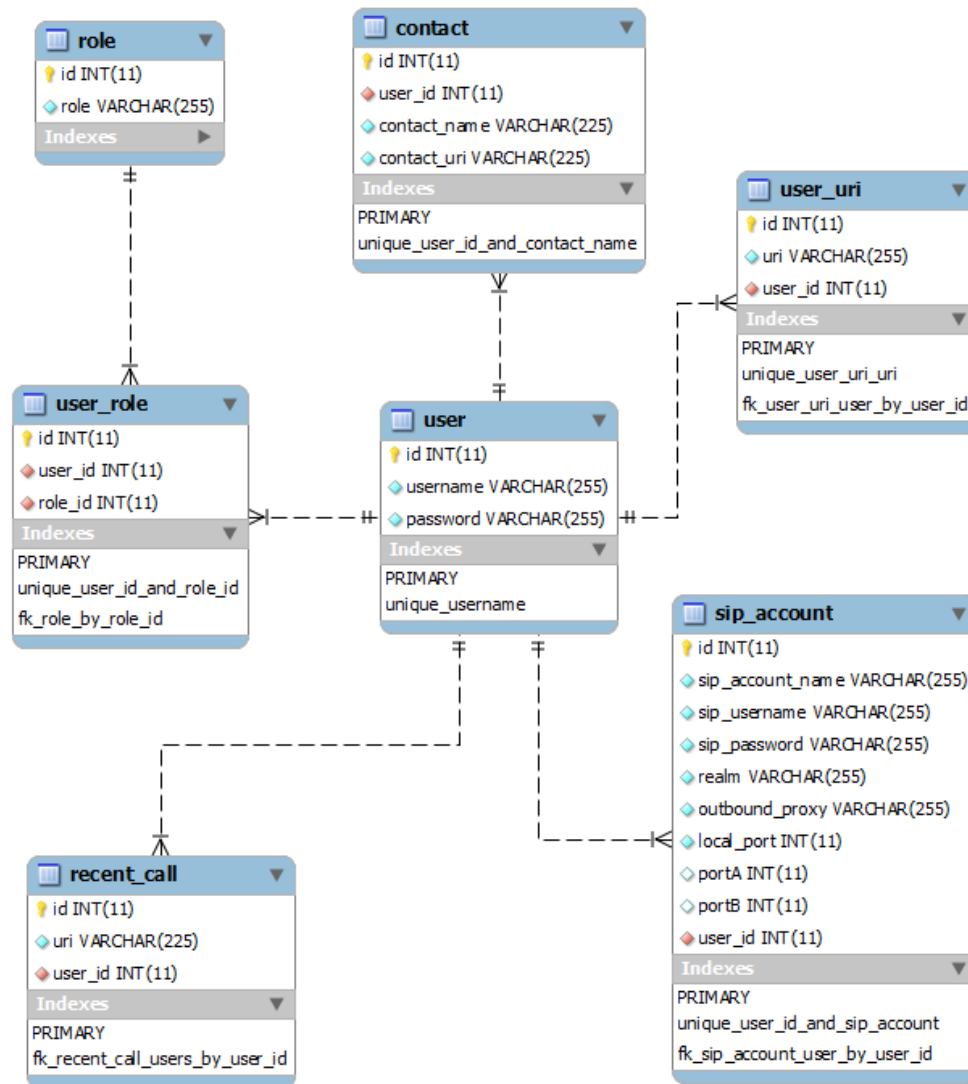 role
id INT(11)
role VARCHAR(255)
Indexes
contact
id INT(11)
user_id INT(11)
contact_name VARCHAR(225)
contact_uri VARCHAR(225)
Indexes
PRIMARY
unique_user_id_and_contact_name
user_uri
id INT(11)
uri VARCHAR(255)
user_id INT(11)
Indexes
PRIMARY
unique_user_uri_uri
fk_user_uri_user_by_user_id
user_role
id INT(11)
user_id INT(11)
role_id INT(11)
Indexes
PRIMARY
unique_user_id_and_role_id
fk_role_by_role_id
user
id INT(11)
username VARCHAR(255)
password VARCHAR(255)
Indexes
PRIMARY
unique_username
sip_account
id INT(11)
sip_account_name VARCHAR(255)
sip_username VARCHAR(255)
sip_password VARCHAR(255)
realm VARCHAR(255)
outbound_proxy VARCHAR(255)
local_port INT(11)
portA INT(11)
portB INT(11)
user_id INT(11)
Indexes
PRIMARY
unique_user_id_and_sip_account
fk_sip_account_user_by_user_id
recent_call
id INT(11)
uri VARCHAR(225)
user_id INT(11)
Indexes
PRIMARY
fk_recent_call_users_by_user_id